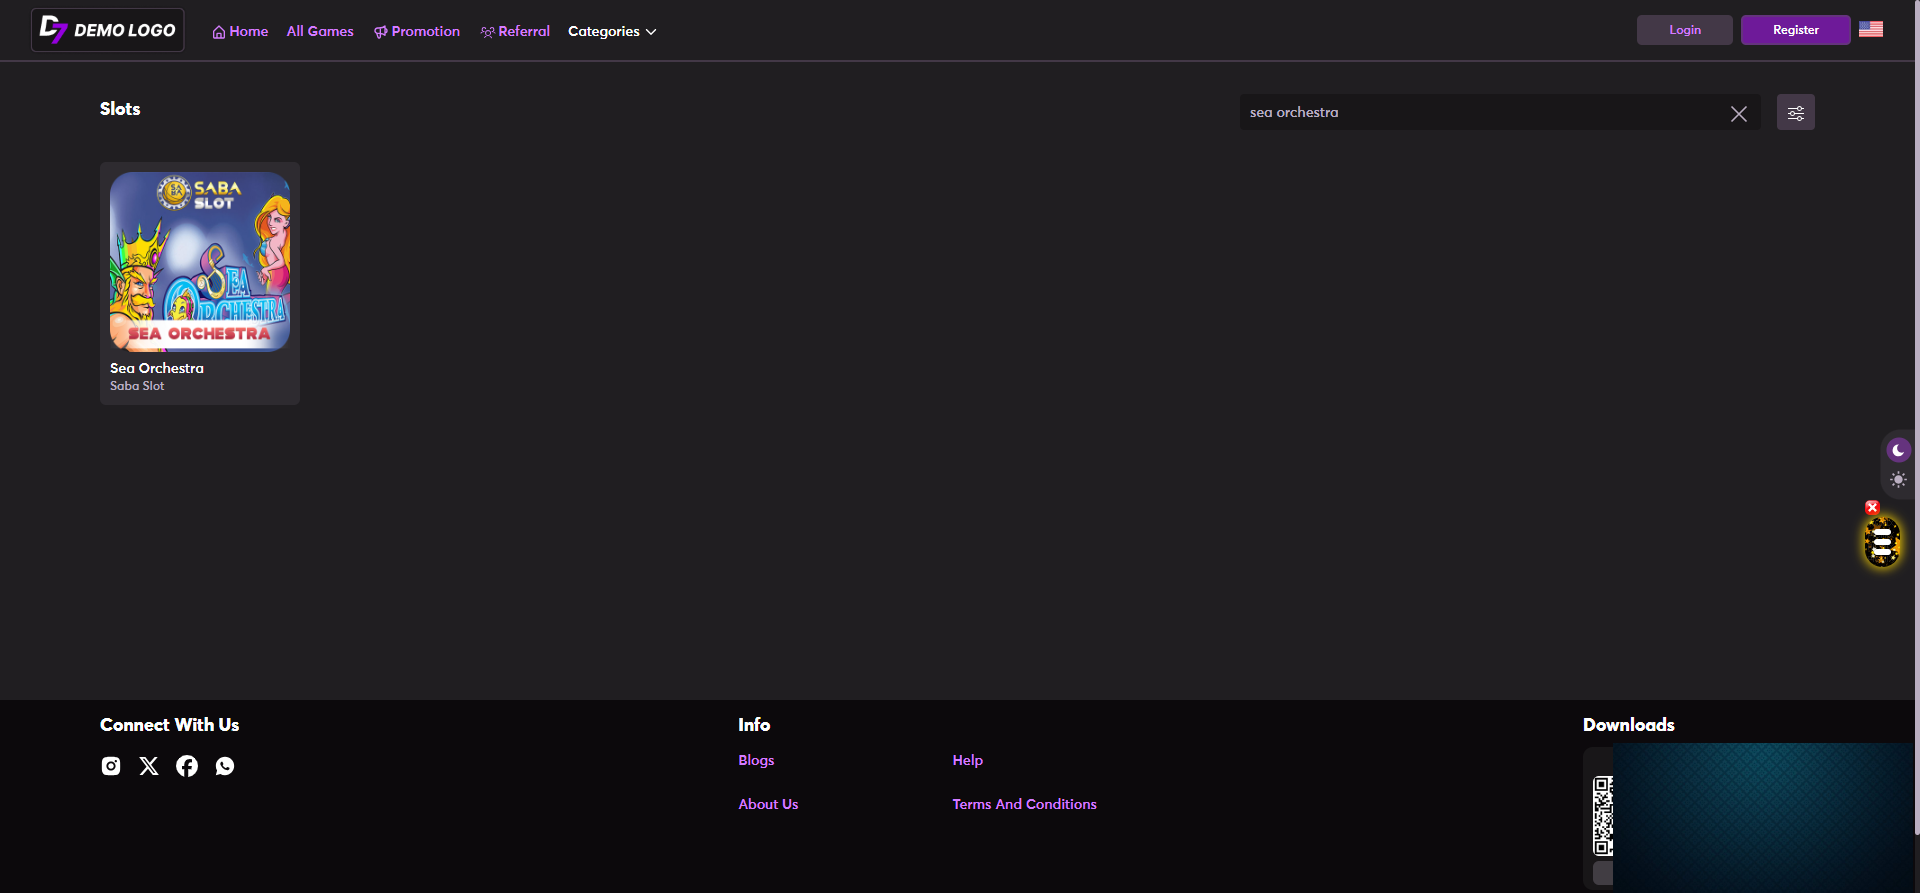 D7 DEMO LOGO
Home
All Games
Promotion
Referral
Categories
Login
Register
Slots
sea orchestra
SABA
SLOT
SEA
ORCHESTRA
SEA ORCHESTRA
Sea Orchestra
Saba Slot
Connect With Us
Info
Downloads
Blogs
Help
About Us
Terms And Conditions